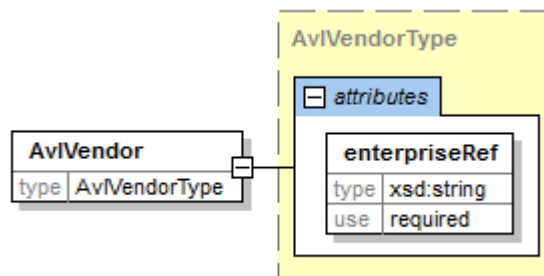 AvlVendorType
attributes
AvlVendor
type AvlVendorType
enterpriseRef
type xsd:string
use required